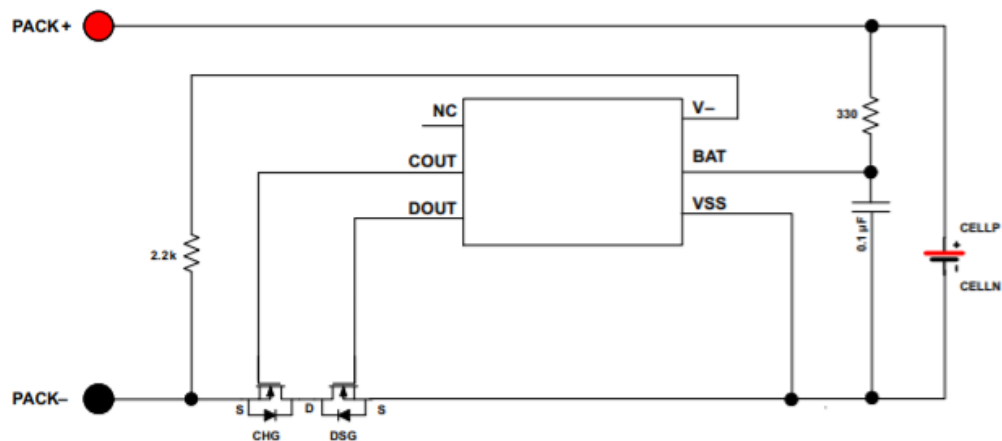 PACK+
NC
V–
330
COUT
BAT
DOUT
VSS
0.1 µF
CELLP
+
2.2k
-
CELLN
PACK–
S
D
S
CHG
DSG